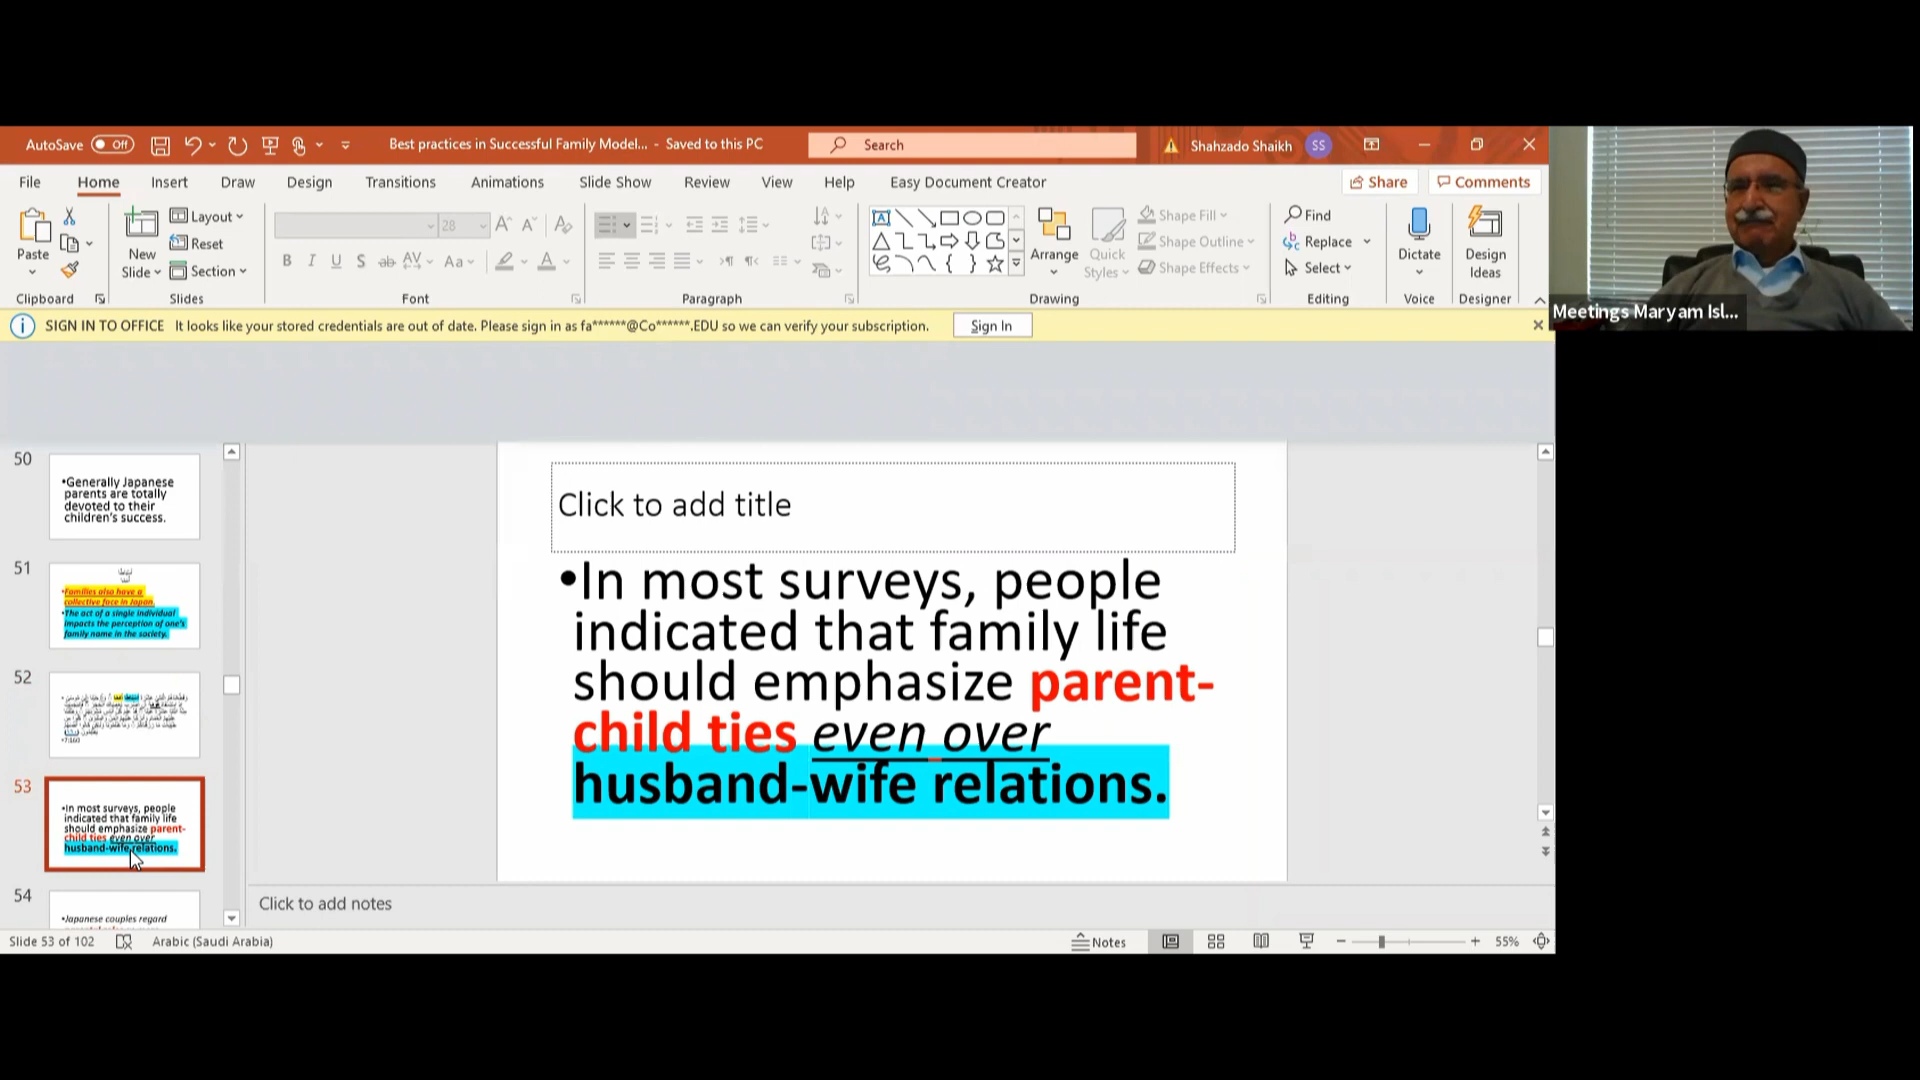 AutoSave Off Best practices in Successful Family Model... - Saved to this PC Search Shahzado Shaikh SS
File Home Insert Draw Design Transitions Animations Slide Show Review View Help Easy Document Creator Share Comments
Paste
New
Slide
Layout
Reset
Section
28
B I U S ab AV Aa A
Arrange
Quick
Styles
Shape Fill
Shape Outline
Shape Effects
Find
Replace
Select
Dictate
Design
Ideas
Clipboard Slides Font Paragraph Drawing Editing Voice Designer
SIGN IN TO OFFICE It looks like your stored credentials are out of date. Please sign in as fa******@Co******.EDU so we can verify your subscription. Sign In
Meetings Maryam Isl...
50
•Generally Japanese
parents are totally
devoted to their
children's success.
51
•Families also have a
collective face in Japan
•The act of a single individual
impacts the perception of one's
family name in the society.
52
•7:160
53
•In most surveys, people
indicated that family life
should emphasize parent-
child ties even over
husband-wife relations.
54
•Japanese couples regard
Click to add title
•In most surveys, people
indicated that family life
should emphasize parent-
child ties even over
husband-wife relations.
Click to add notes
Slide 53 of 102 Arabic (Saudi Arabia) Notes 55%